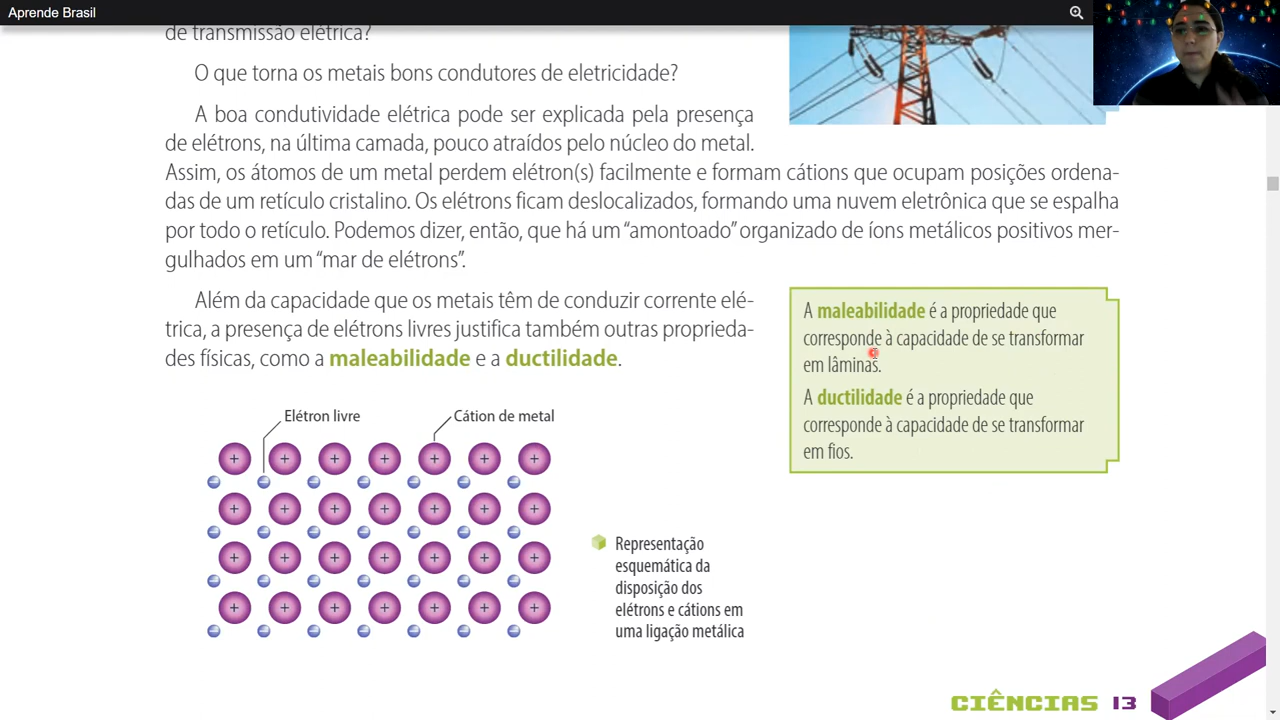 Aprende Brasil
de transmissão elétrica?
O que torna os metais bons condutores de eletricidade?
A boa condutividade elétrica pode ser explicada pela presença
de elétrons, na última camada, pouco atraídos pelo núcleo do metal.
Assim, os átomos de um metal perdem elétron(s) facilmente e formam cátions que ocupam posições ordena-
das de um retículo cristalino. Os elétrons ficam deslocalizados, formando uma nuvem eletrônica que se espalha
por todo o retículo. Podemos dizer, então, que há um “amontoado” organizado de íons metálicos positivos mer-
gulhados em um “mar de elétrons”.
Além da capacidade que os metais têm de conduzir corrente elé-
trica, a presença de elétrons livres justifica também outras proprieda-
des físicas, como a maleabilidade e a ductilidade.
A maleabilidade é a propriedade que
corresponde à capacidade de se transformar
em lâminas.
A ductilidade é a propriedade que
corresponde à capacidade de se transformar
em fios.
Elétron livre
Cátion de metal
+ + + + + + +
− − − − − − −
+ + + + + + +
− − − − − − −
+ + + + + + +
− − − − − − −
+ + + + + + +
− − − − − − −
Representação
esquemática da
disposição dos
elétrons e cátions em
uma ligação metálica
CIÊNCIAS 13